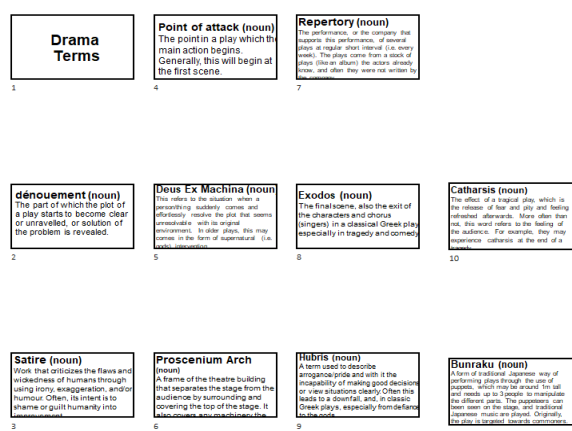 Drama
Terms
1
Point of attack (noun)
The point in a play which the
main action begins.
Generally, this will begin at
the first scene.
4
Repertory (noun)
The performance, or the company that
supports this performance, of several
plays at regular short interval (i.e. every
week). The plays come from a stock of
plays (like an album) the actors already
know, and often they were not written by
the company.
7
dénouement (noun)
The part of which the plot of
a play starts to become clear
or unravelled, or solution of
the problem is revealed.
2
Deus Ex Machina (noun
This refers to the situation when a
person/thing suddenly comes and
effortlessly resolve the plot that seems
unresolvable with its original
environment. In older plays, this may
comes in the form of supernatural (i.e.
gods) intervention
5
Exodos (noun)
The final scene, also the exit of
the characters and chorus
(singers) in a classical Greek play
especially in tragedy and comedy
8
Catharsis (noun)
The effect of a tragical play, which is
the release of fear and pity and feeling
refreshed afterwards. More often than
not, this word refers to the feeling of
the audience. For example, they may
experience catharsis at the end of a
tragedy
10
Satire (noun)
Work that criticizes the flaws and
wickedness of humans through
using irony, exaggeration, and/or
humour. Often, its intent is to
shame or guilt humanity into
improvement
3
Proscenium Arch
(noun)
A frame of the theatre building
that separates the stage from the
audience by surrounding and
covering the top of the stage. It
also covers any machinery the
6
Hubris (noun)
A term used to describe
arrogance/pride and with it the
incapability of making good decisions
or view situations clearly. Often this
leads to a downfall, and, in classic
Greek plays, especially from defiance
to the gods
9
Bunraku (noun)
A form of traditional Japanese way of
performing plays through the use of
puppets, which may be around 1m tall
and needs up to 3 people to manipulate
the different parts. The puppeteers can
been seen on the stage, and traditional
Japanese music are played. Originally,
the play is targeted towards commoners.